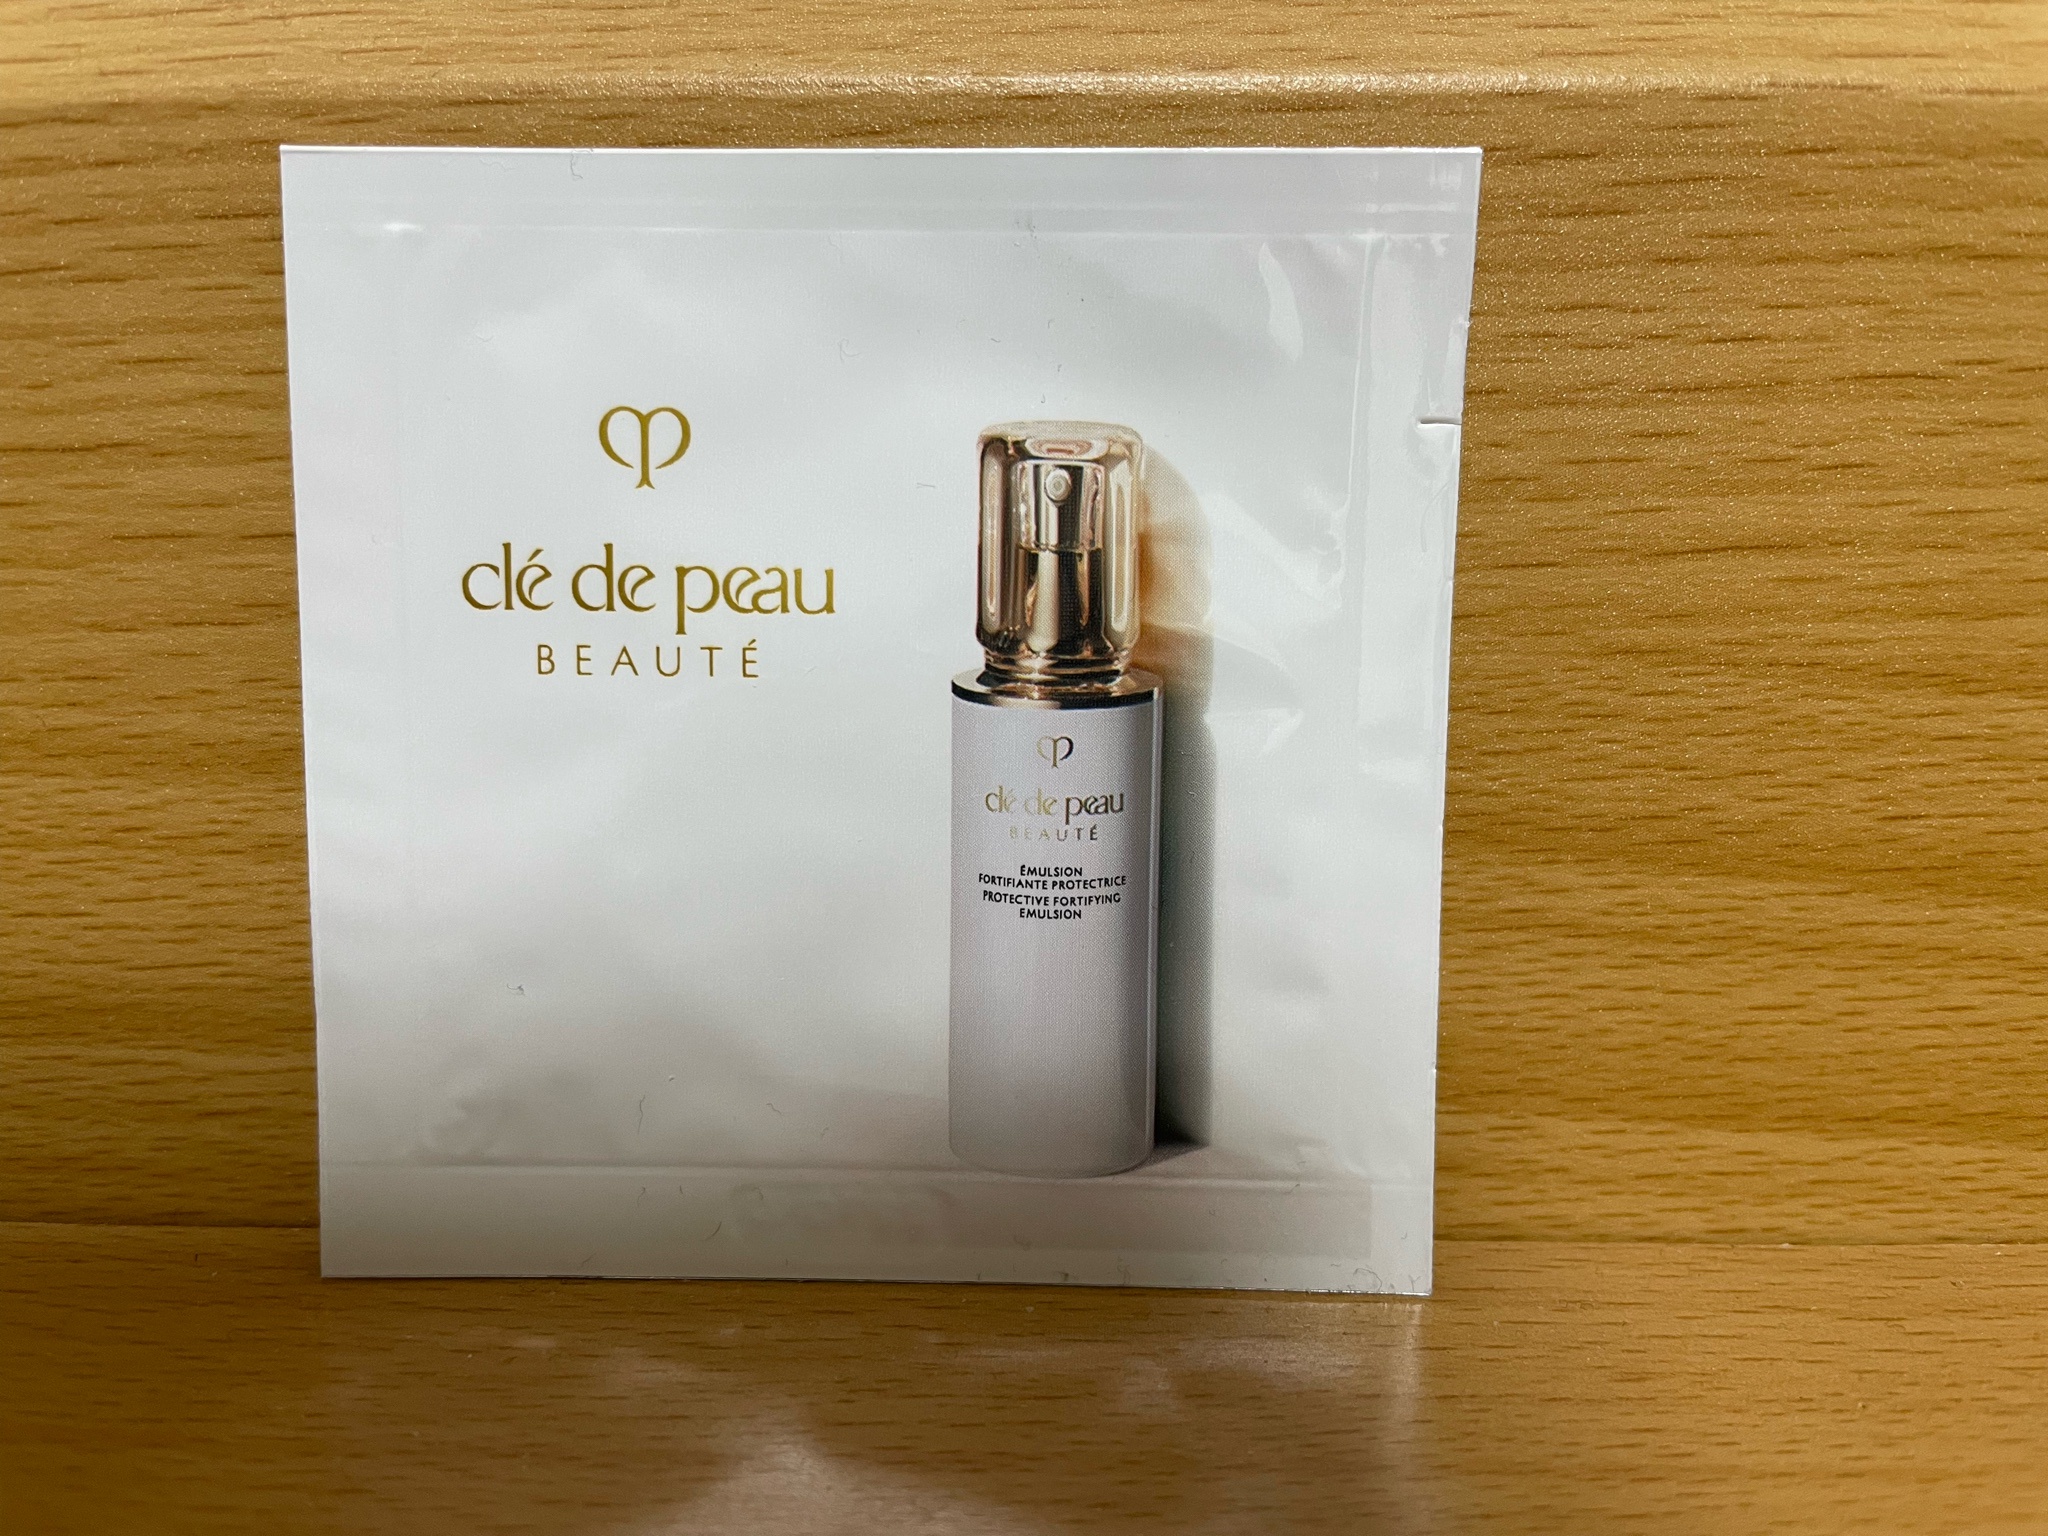 clé de peau
BEAUTÉ
clé de peau
BEAUTÉ
ÉMULSION
FORTIFIANTE PROTECTRICE
PROTECTIVE FORTIFYING
EMULSION